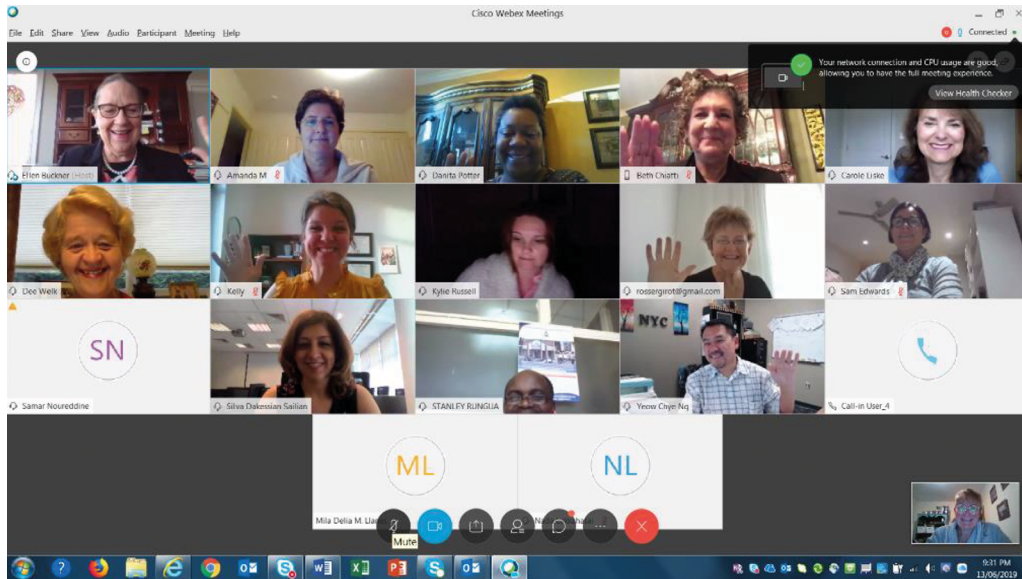 Cisco Webex Meetings
File Edit Share View Audio Participant Meeting Help
Connected
Your network connection and CPU usage are good,
allowing you to have the full meeting experience.
View Health Checker
Ellen Buckner (Host)
Amanda M
Danita Potter
Beth Chiatti
Carole Liske
Dee Welk
Kelly
Kylie Russell
rossergirot@gmail.com
Sam Edwards
SN
NYC
Samar Noureddine
Silva Dakessian Sailian
STANLEY RUNGUA
Yeow Chye Ng
Call-in User_4
ML
NL
Mila Delia M.
Mute
9:31 PM
13/06/2019